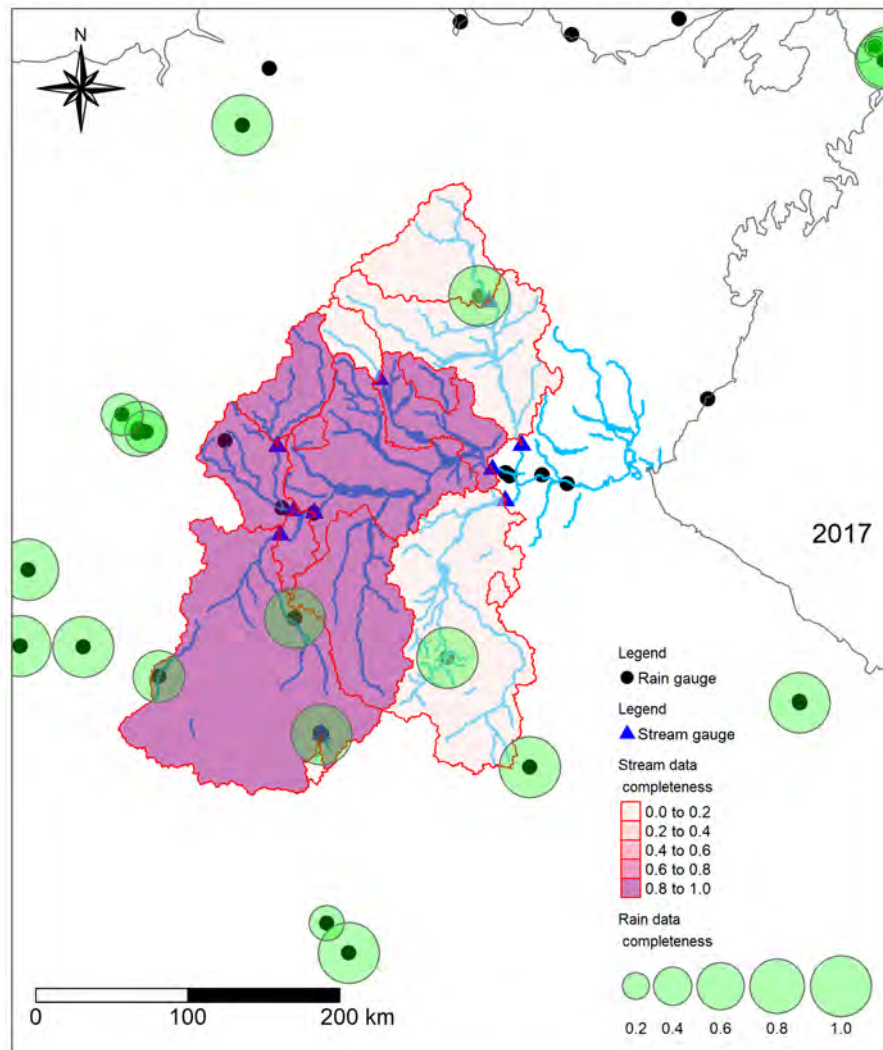 N
2017
Legend
Rain gauge
Legend
Stream gauge
Stream data
completeness
0.0 to 0.2
0.2 to 0.4
0.4 to 0.6
0.6 to 0.8
0.8 to 1.0
Rain data
completeness
0.2 0.4 0.6 0.8 1.0
0 100 200 km